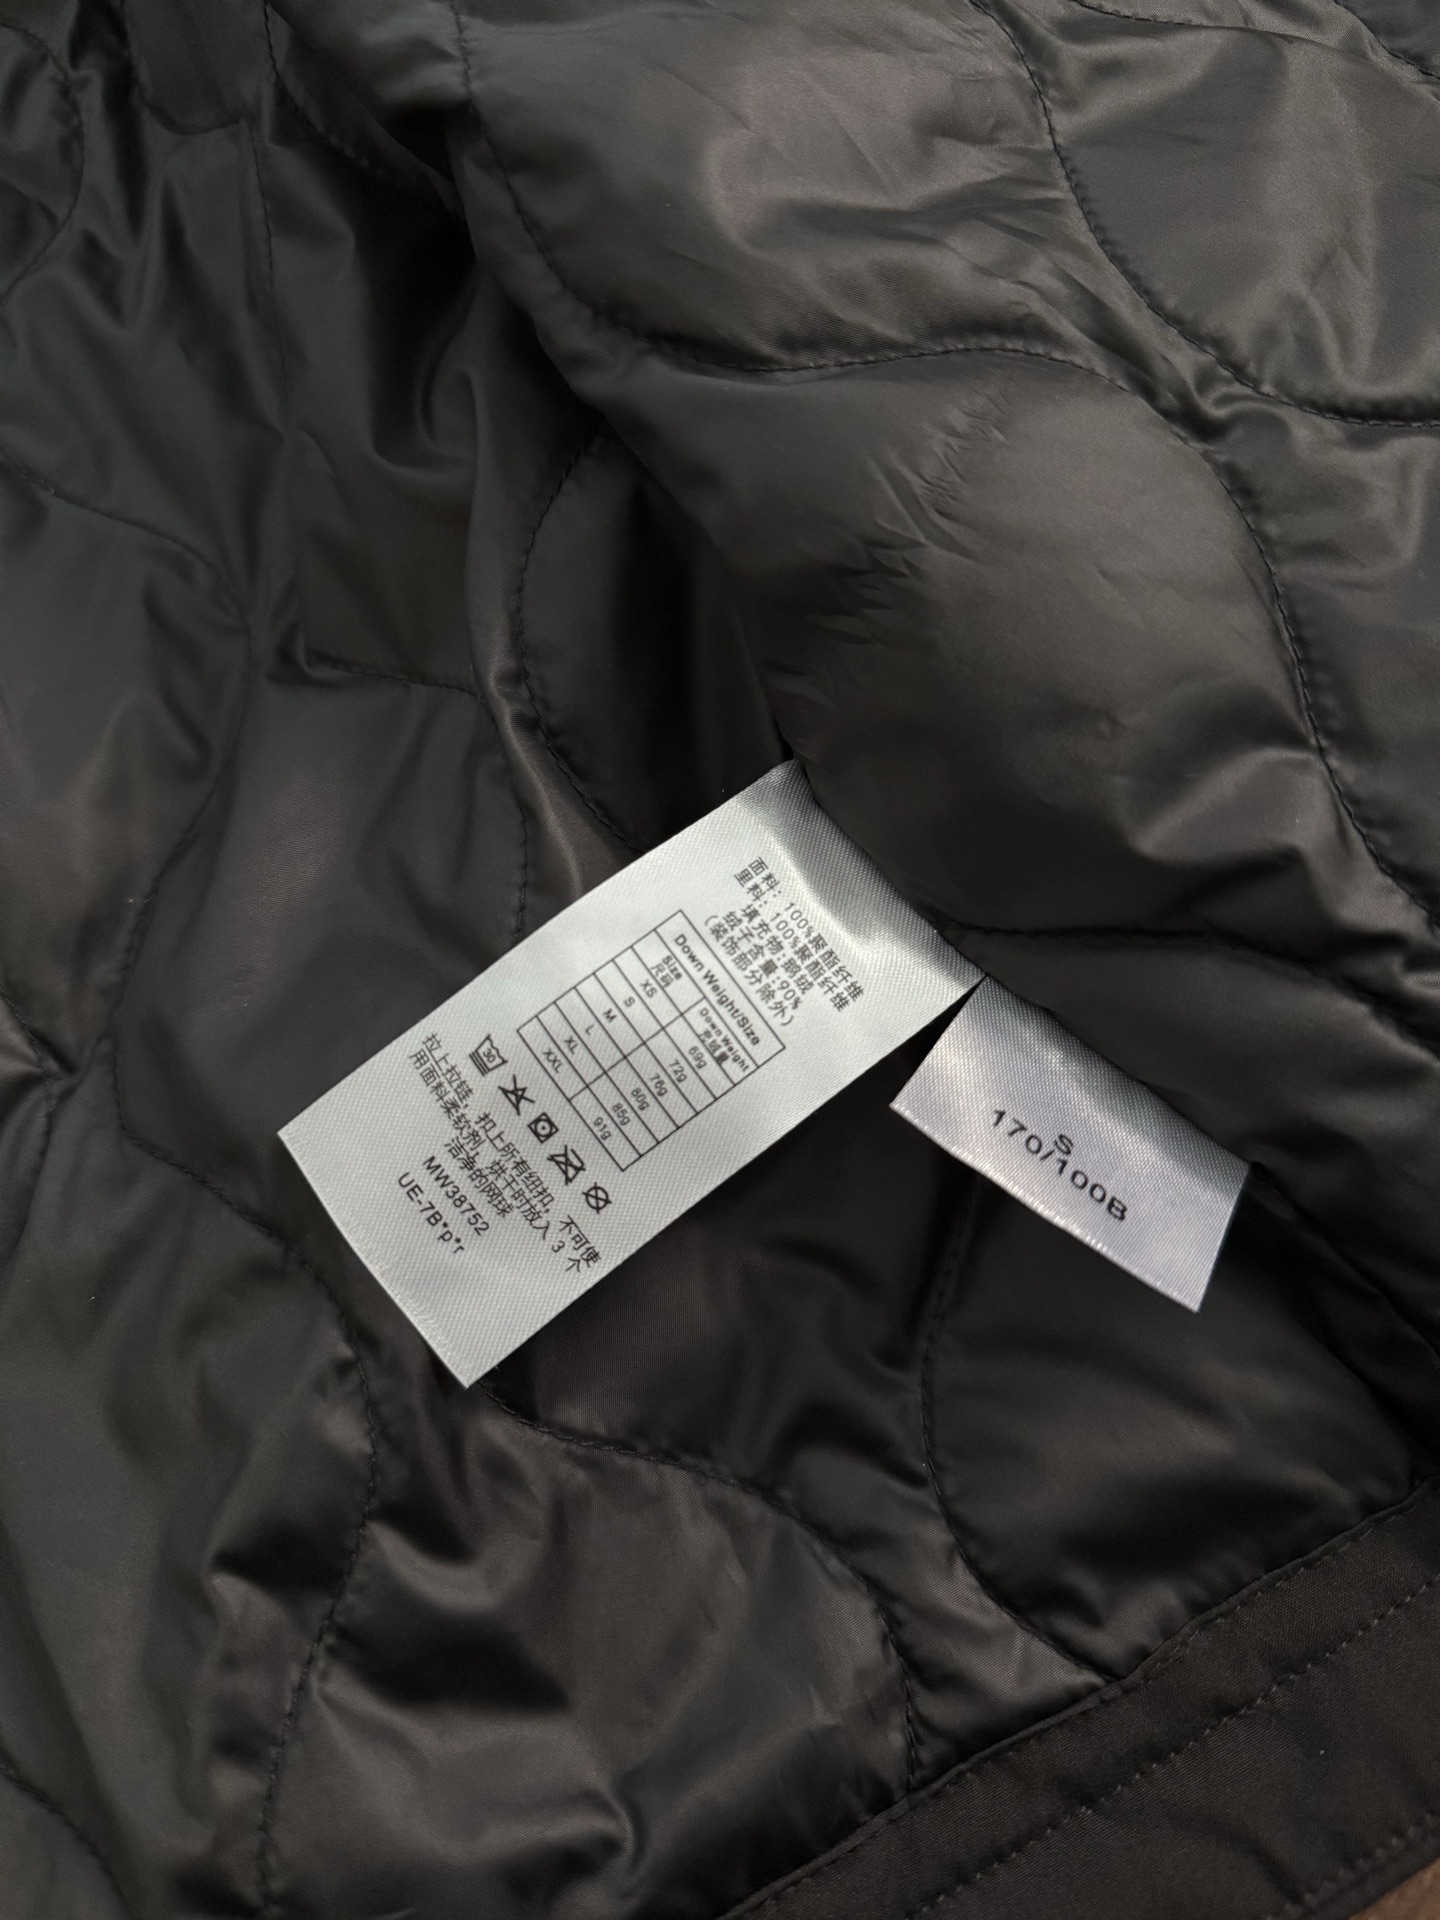 面料：100%聚酯纤维
里料：100%聚酯纤维
填充物：鹅绒
绒子含量：90%
（装饰部分除外）
Down Weight/Size
Size 尺码 Down Weight 充绒量
XS 69g
S 72g
M 76g
L 80g
XL 85g
XXL 91g
30
拉上拉链，扣上所有纽扣，不可使
用面料柔软剂，烘干时放入 3 个
洁净的网球
MW38752
UE-7B*p*r
S
170/100B